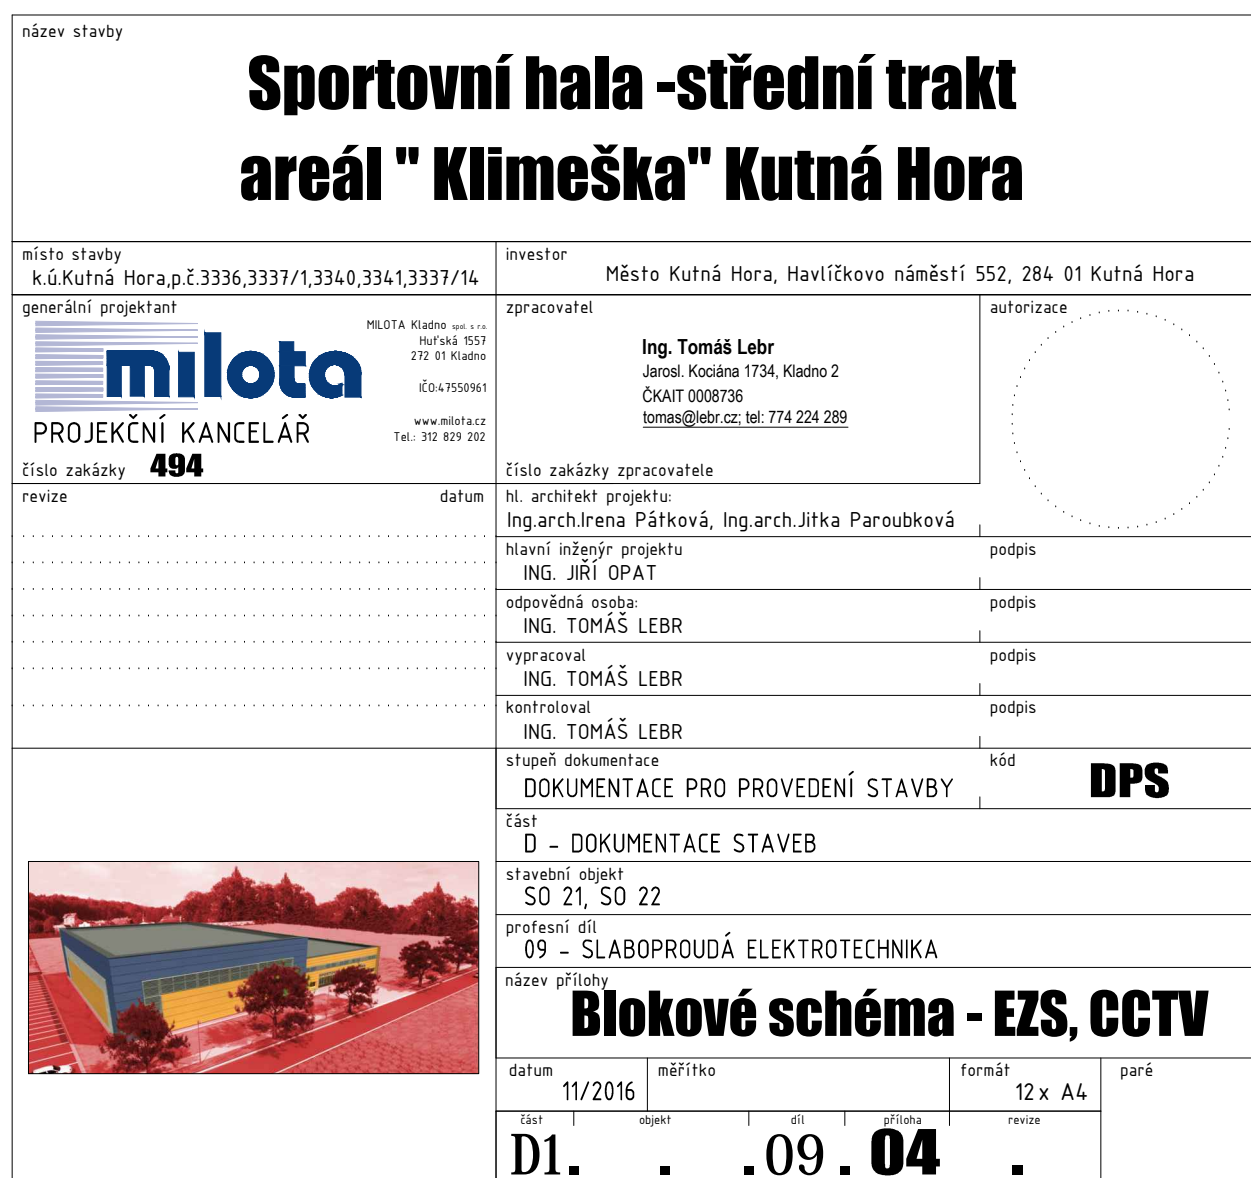 název stavby
Sportovní hala -střední trakt
areál " Klimeška" Kutná Hora
místo stavby
k.ú.Kutná Hora,p.č.3336,3337/1,3340,3341,3337/14
investor
Město Kutná Hora, Havlíčkovo náměstí 552, 284 01 Kutná Hora
generální projektant
milota
PROJEKČNÍ KANCELÁŘ
MILOTA Kladno spol. s r.o.
Huťská 1557
272 01 Kladno
IČO:47550961
www.milota.cz
Tel.: 312 829 202
číslo zakázky 494
zpracovatel
Ing. Tomáš Lebr
Jarosl. Kociána 1734, Kladno 2
ČKAIT 0008736
tomas@lebr.cz; tel: 774 224 289
číslo zakázky zpracovatele
autorizace
revize datum
hl. architekt projektu:
Ing.arch.Irena Pátková, Ing.arch.Jitka Paroubková
hlavní inženýr projektu podpis
ING. JIŘÍ OPAT
odpovědná osoba: podpis
ING. TOMÁŠ LEBR
vypracoval podpis
ING. TOMÁŠ LEBR
kontroloval podpis
ING. TOMÁŠ LEBR
stupeň dokumentace kód
DOKUMENTACE PRO PROVEDENÍ STAVBY DPS
část
D - DOKUMENTACE STAVEB
stavební objekt
SO 21, SO 22
profesní díl
09 - SLABOPROUDÁ ELEKTROTECHNIKA
název přílohy
Blokové schéma - EZS, CCTV
datum měřítko formát paré
11/2016 12 x A4
část objekt díl příloha revize
D1. . .09 . 04 .